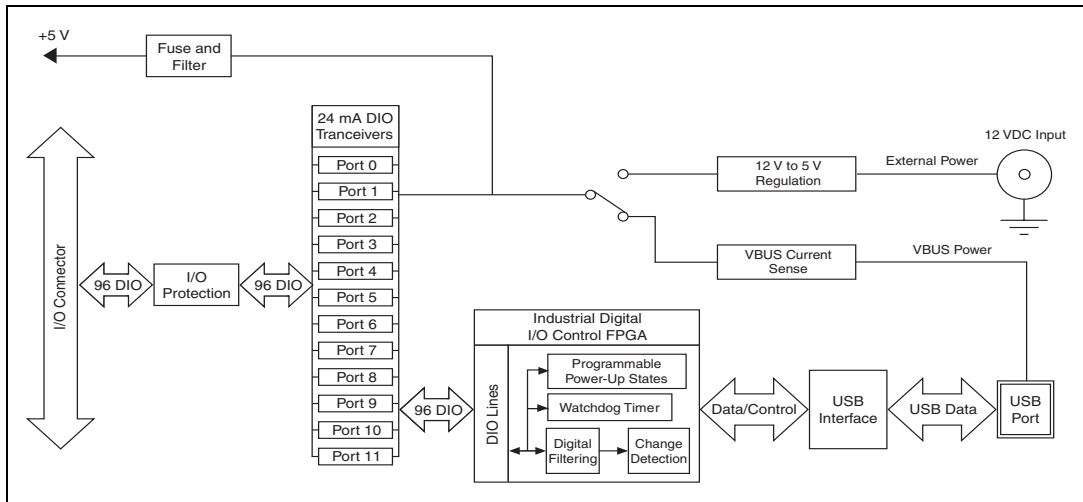 +5 V
Fuse and
Filter
24 mA DIO
Tranceivers
Port 0
Port 1
Port 2
Port 3
Port 4
Port 5
Port 6
Port 7
Port 8
Port 9
Port 10
Port 11
I/O Connector
96 DIO
I/O
Protection
96 DIO
12 VDC Input
12 V to 5 V
Regulation
External Power
VBUS Current
Sense
VBUS Power
Industrial Digital
I/O Control FPGA
96 DIO
DIO Lines
Programmable
Power-Up States
Watchdog Timer
Digital
Filtering
Change
Detection
Data/Control
USB
Interface
USB Data
USB
Port